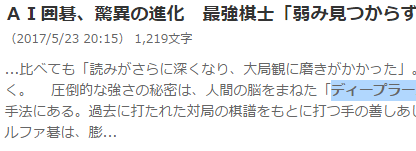 ＡＩ囲碁、驚異の進化　最強棋士「弱み見つからず
（2017/5/23 20:15） 1,219文字
...比べても「読みがさらに深くなり、大局観に磨きがかかった」。
く。　圧倒的な強さの秘密は、人間の脳をまねた「ディープラー
手法にある。過去に打たれた対局の棋譜をもとに打つ手の善しあし
ルファ碁は、膨...